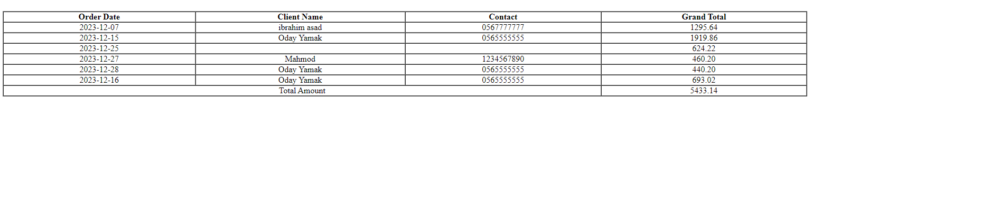 Order Date Client Name Contact Grand Total
2023-12-07 ibrahim asad 0567777777 1295.64
2023-12-15 Oday Yamak 0565555555 1919.86
2023-12-25 624.22
2023-12-27 Mahmod 1234567890 460.20
2023-12-28 Oday Yamak 0565555555 440.20
2023-12-16 Oday Yamak 0565555555 693.02
Total Amount 5433.14